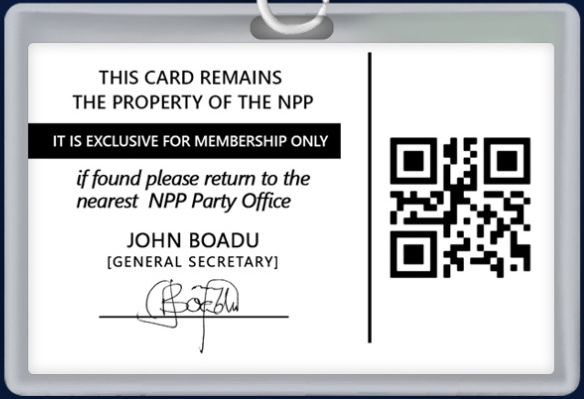 THIS CARD REMAINS
THE PROPERTY OF THE NPP
IT IS EXCLUSIVE FOR MEMBERSHIP ONLY
if found please return to the
nearest NPP Party Office
JOHN BOADU
[GENERAL SECRETARY]